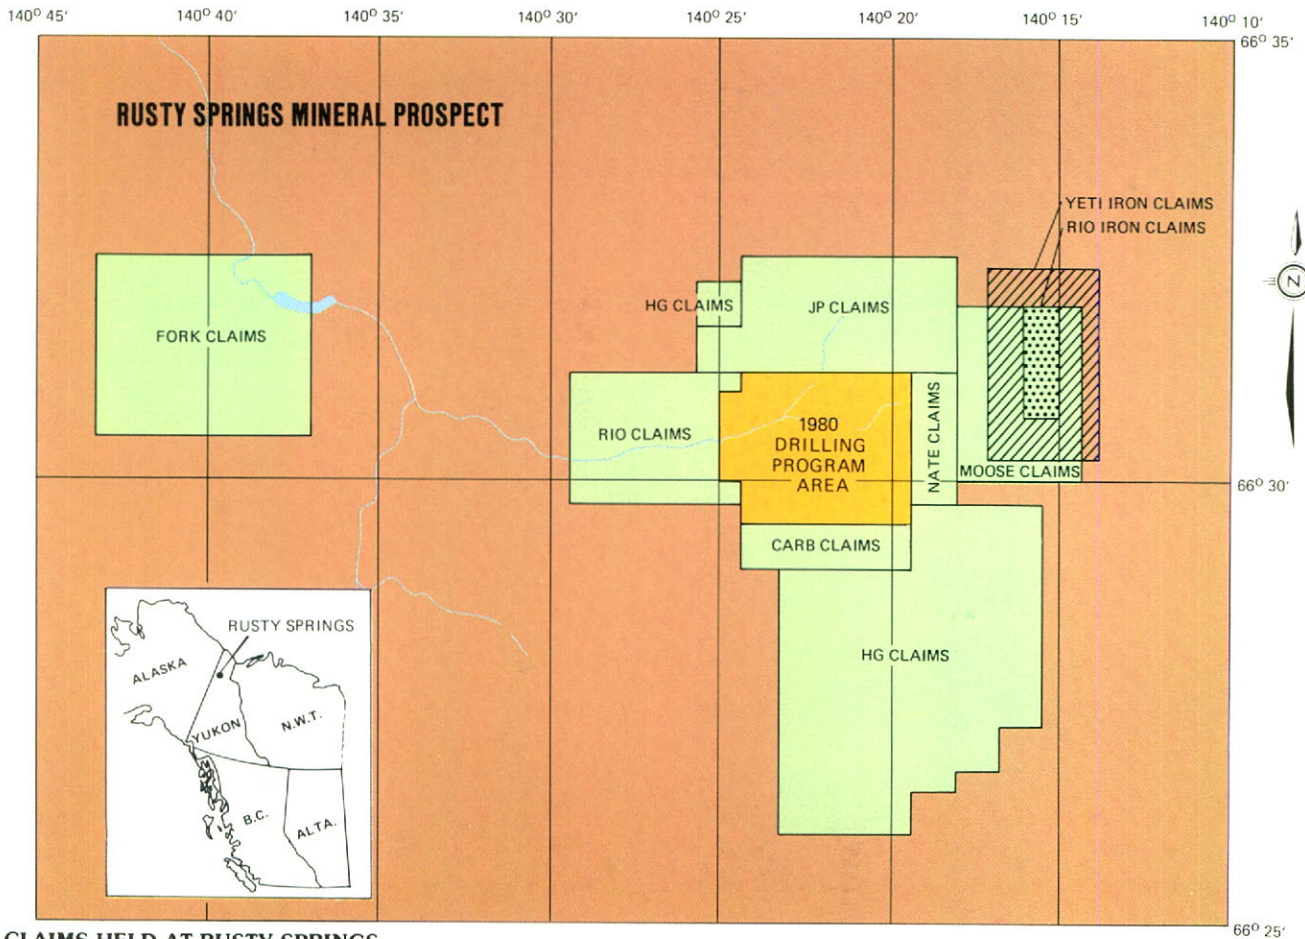 140° 45' 140° 40' 140° 35' 140° 30' 140° 25' 140° 20' 140° 15' 140° 10'
66° 35'
RUSTY SPRINGS MINERAL PROSPECT
YETI IRON CLAIMS
RIO IRON CLAIMS
N
HG CLAIMS
JP CLAIMS
FORK CLAIMS
RIO CLAIMS
1980
DRILLING
PROGRAM
AREA
NATE CLAIMS
MOOSE CLAIMS
66° 30'
CARB CLAIMS
HG CLAIMS
RUSTY SPRINGS
ALASKA
YUKON
N.W.T.
B.C.
ALTA.
66° 25'
CLAIMS HELD AT RUSTY SPRINGS